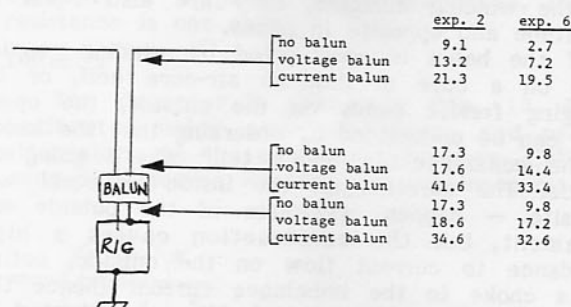 exp. 2 exp. 6
no balun 9.1 2.7
voltage balun 13.2 7.2
current balun 21.3 19.5
no balun 17.3 9.8
voltage balun 17.6 14.4
current balun 41.6 33.2
BALUN
no balun 17.3 9.8
voltage balun 18.6 17.2
current balun 34.6 32.6
RIG